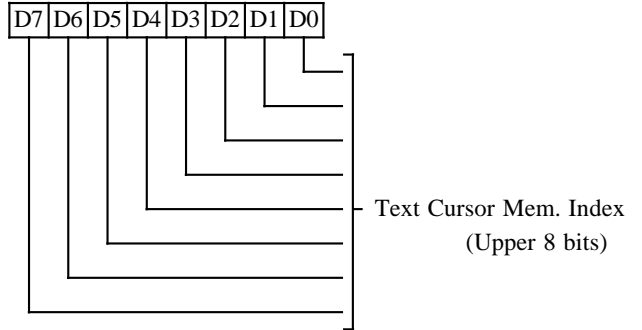 D7 D6 D5 D4 D3 D2 D1 D0
Text Cursor Mem. Index
(Upper 8 bits)